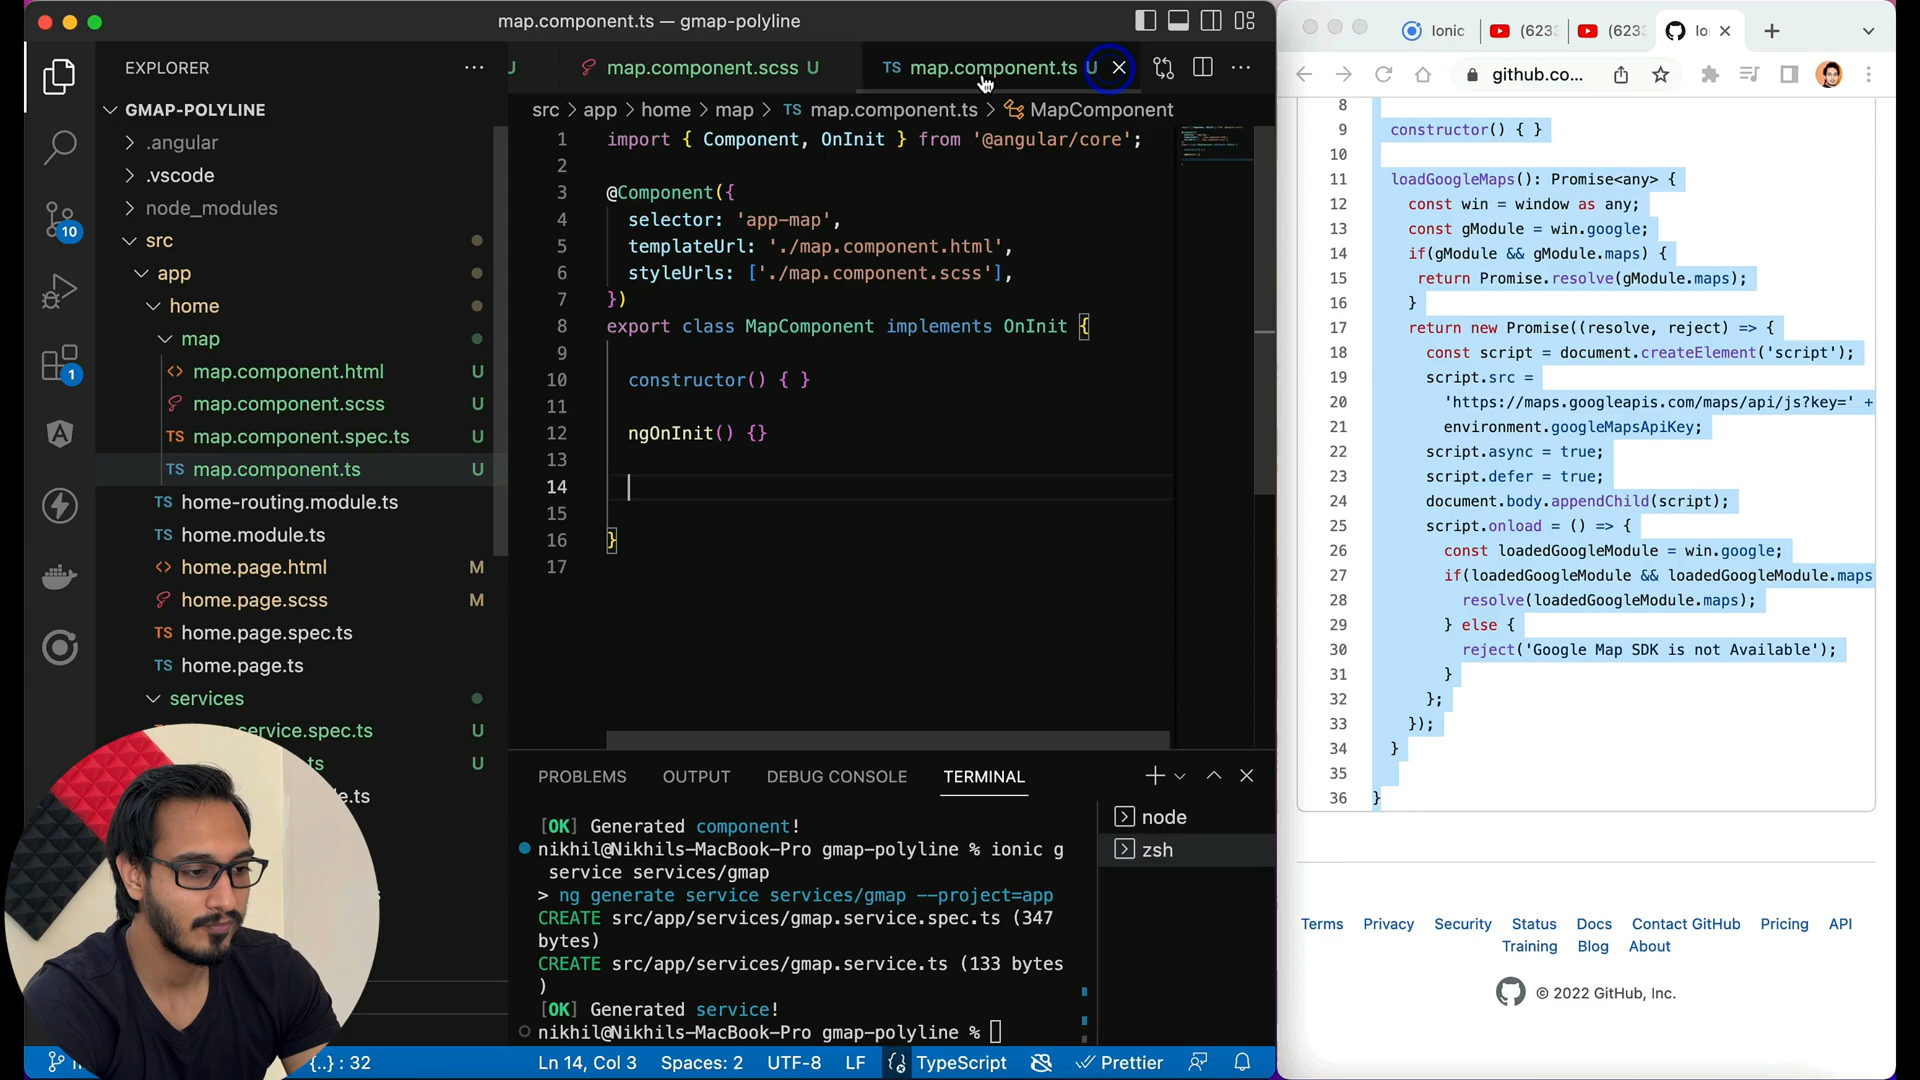 map.component.ts — gmap-polyline
EXPLORER
GMAP-POLYLINE
.angular
.vscode
node_modules
src
app
home
map
map.component.html U
map.component.scss U
map.component.spec.ts U
map.component.ts U
home-routing.module.ts
home.module.ts
home.page.html M
home.page.scss M
home.page.spec.ts
home.page.ts
services
service.spec.ts U
ts U
le.ts
10
1
U
map.component.scss U
TS map.component.ts U
src > app > home > map > TS map.component.ts > MapComponent
1 import { Component, OnInit } from '@angular/core';
2
3 @Component({
4 selector: 'app-map',
5 templateUrl: './map.component.html',
6 styleUrls: ['./map.component.scss'],
7 })
8 export class MapComponent implements OnInit {
9
10 constructor() { }
11
12 ngOnInit() {}
13
14
15
16 }
17
PROBLEMS OUTPUT DEBUG CONSOLE TERMINAL
[OK] Generated component!
nikhil@Nikhils-MacBook-Pro gmap-polyline % ionic g
service services/gmap
> ng generate service services/gmap --project=app
CREATE src/app/services/gmap.service.spec.ts (347
bytes)
CREATE src/app/services/gmap.service.ts (133 bytes
)
[OK] Generated service!
nikhil@Nikhils-MacBook-Pro gmap-polyline %
node
zsh
{..} : 32 Ln 14, Col 3 Spaces: 2 UTF-8 LF TypeScript Prettier
Ionic (623 (623 Io
github.co...
8
9 constructor() { }
10
11 loadGoogleMaps(): Promise<any> {
12 const win = window as any;
13 const gModule = win.google;
14 if(gModule && gModule.maps) {
15 return Promise.resolve(gModule.maps);
16 }
17 return new Promise((resolve, reject) => {
18 const script = document.createElement('script');
19 script.src =
20 'https://maps.googleapis.com/maps/api/js?key=' +
21 environment.googleMapsApiKey;
22 script.async = true;
23 script.defer = true;
24 document.body.appendChild(script);
25 script.onload = () => {
26 const loadedGoogleModule = win.google;
27 if(loadedGoogleModule && loadedGoogleModule.maps
28 resolve(loadedGoogleModule.maps);
29 } else {
30 reject('Google Map SDK is not Available');
31 }
32 };
33 });
34 }
35
36 }
Terms Privacy Security Status Docs Contact GitHub Pricing API
Training Blog About
© 2022 GitHub, Inc.